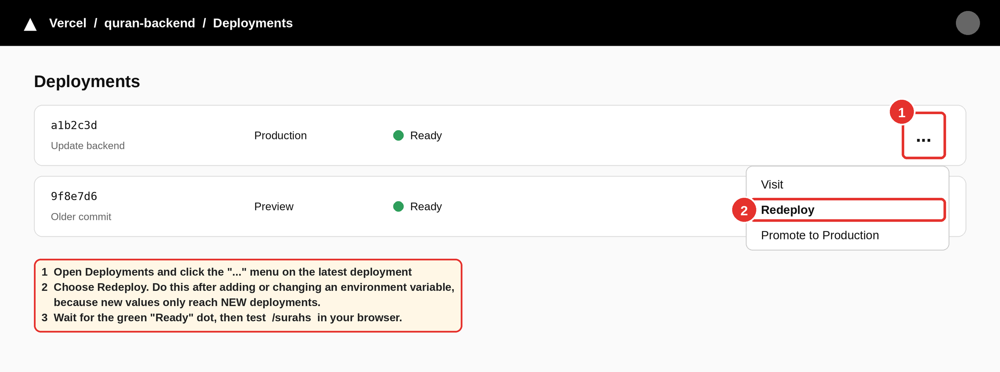 Vercel / quran-backend / Deployments
Deployments
a1b2c3d
Update backend
Production
Ready
...
1
9f8e7d6
Older commit
Preview
Ready
Visit
2
Redeploy
Promote to Production
1 Open Deployments and click the "..." menu on the latest deployment
2 Choose Redeploy. Do this after adding or changing an environment variable,
because new values only reach NEW deployments.
3 Wait for the green "Ready" dot, then test /surahs in your browser.